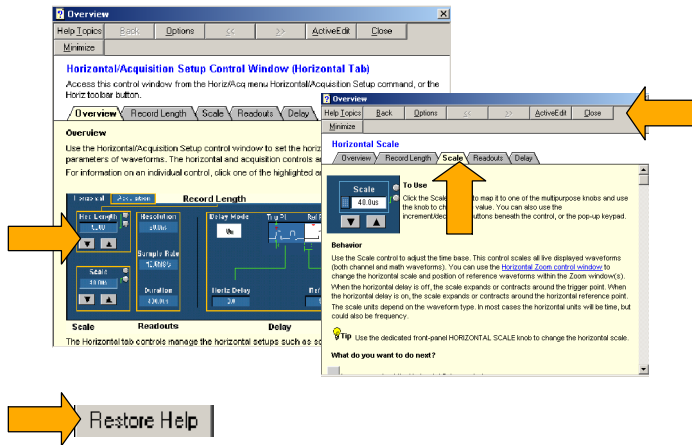 Overview
Help Topics Back Options << >> ActiveEdit Close
Minimize
Horizontal/Acquisition Setup Control Window (Horizontal Tab)
Access this control window from the Horiz/Acq menu Horizontal/Acquisition Setup command, or the
Horiz toolbar button.
Overview Record Length Scale Readouts Delay
Overview
Use the Horizontal/Acquisition Setup control window to set the horiz
parameters of waveforms. The horizontal and acquisition controls a
For information on an individual control, click one of the highlighted a
Horizontal Acquisition Record Length
Rec Length Resolution Delay Mode Trig Pt Ref
Sample Rate
Scale
40.0us Duration Horiz Delay Ref
400.0us 0.0
Scale Readouts Delay
The Horizontal tab controls manage the horizontal setups such as sc
Overview
Help Topics Back Options << >> ActiveEdit Close
Minimize
Horizontal Scale
Overview Record Length Scale Readouts Delay
Scale
40.0us
To Use
Click the Scale to map it to one of the multipurpose knobs and use
the knob to value. You can also use the
increment/de buttons beneath the control, or the pop-up keypad.
Behavior
Use the Scale control to adjust the time base. This control scales all live displayed waveforms
(both channel and math waveforms). You can use the Horizontal Zoom control window to
change the horizontal scale and position of reference waveforms within the Zoom window(s).
When the horizontal delay is off, the scale expands or contracts around the trigger point. When
the horizontal delay is on, the scale expands or contracts around the horizontal reference point.
The scale units depend on the waveform type. In most cases the horizontal units will be time, but
could also be frequency.
Tip Use the dedicated front-panel HORIZONTAL SCALE knob to change the horizontal scale.
What do you want to do next?
Restore Help